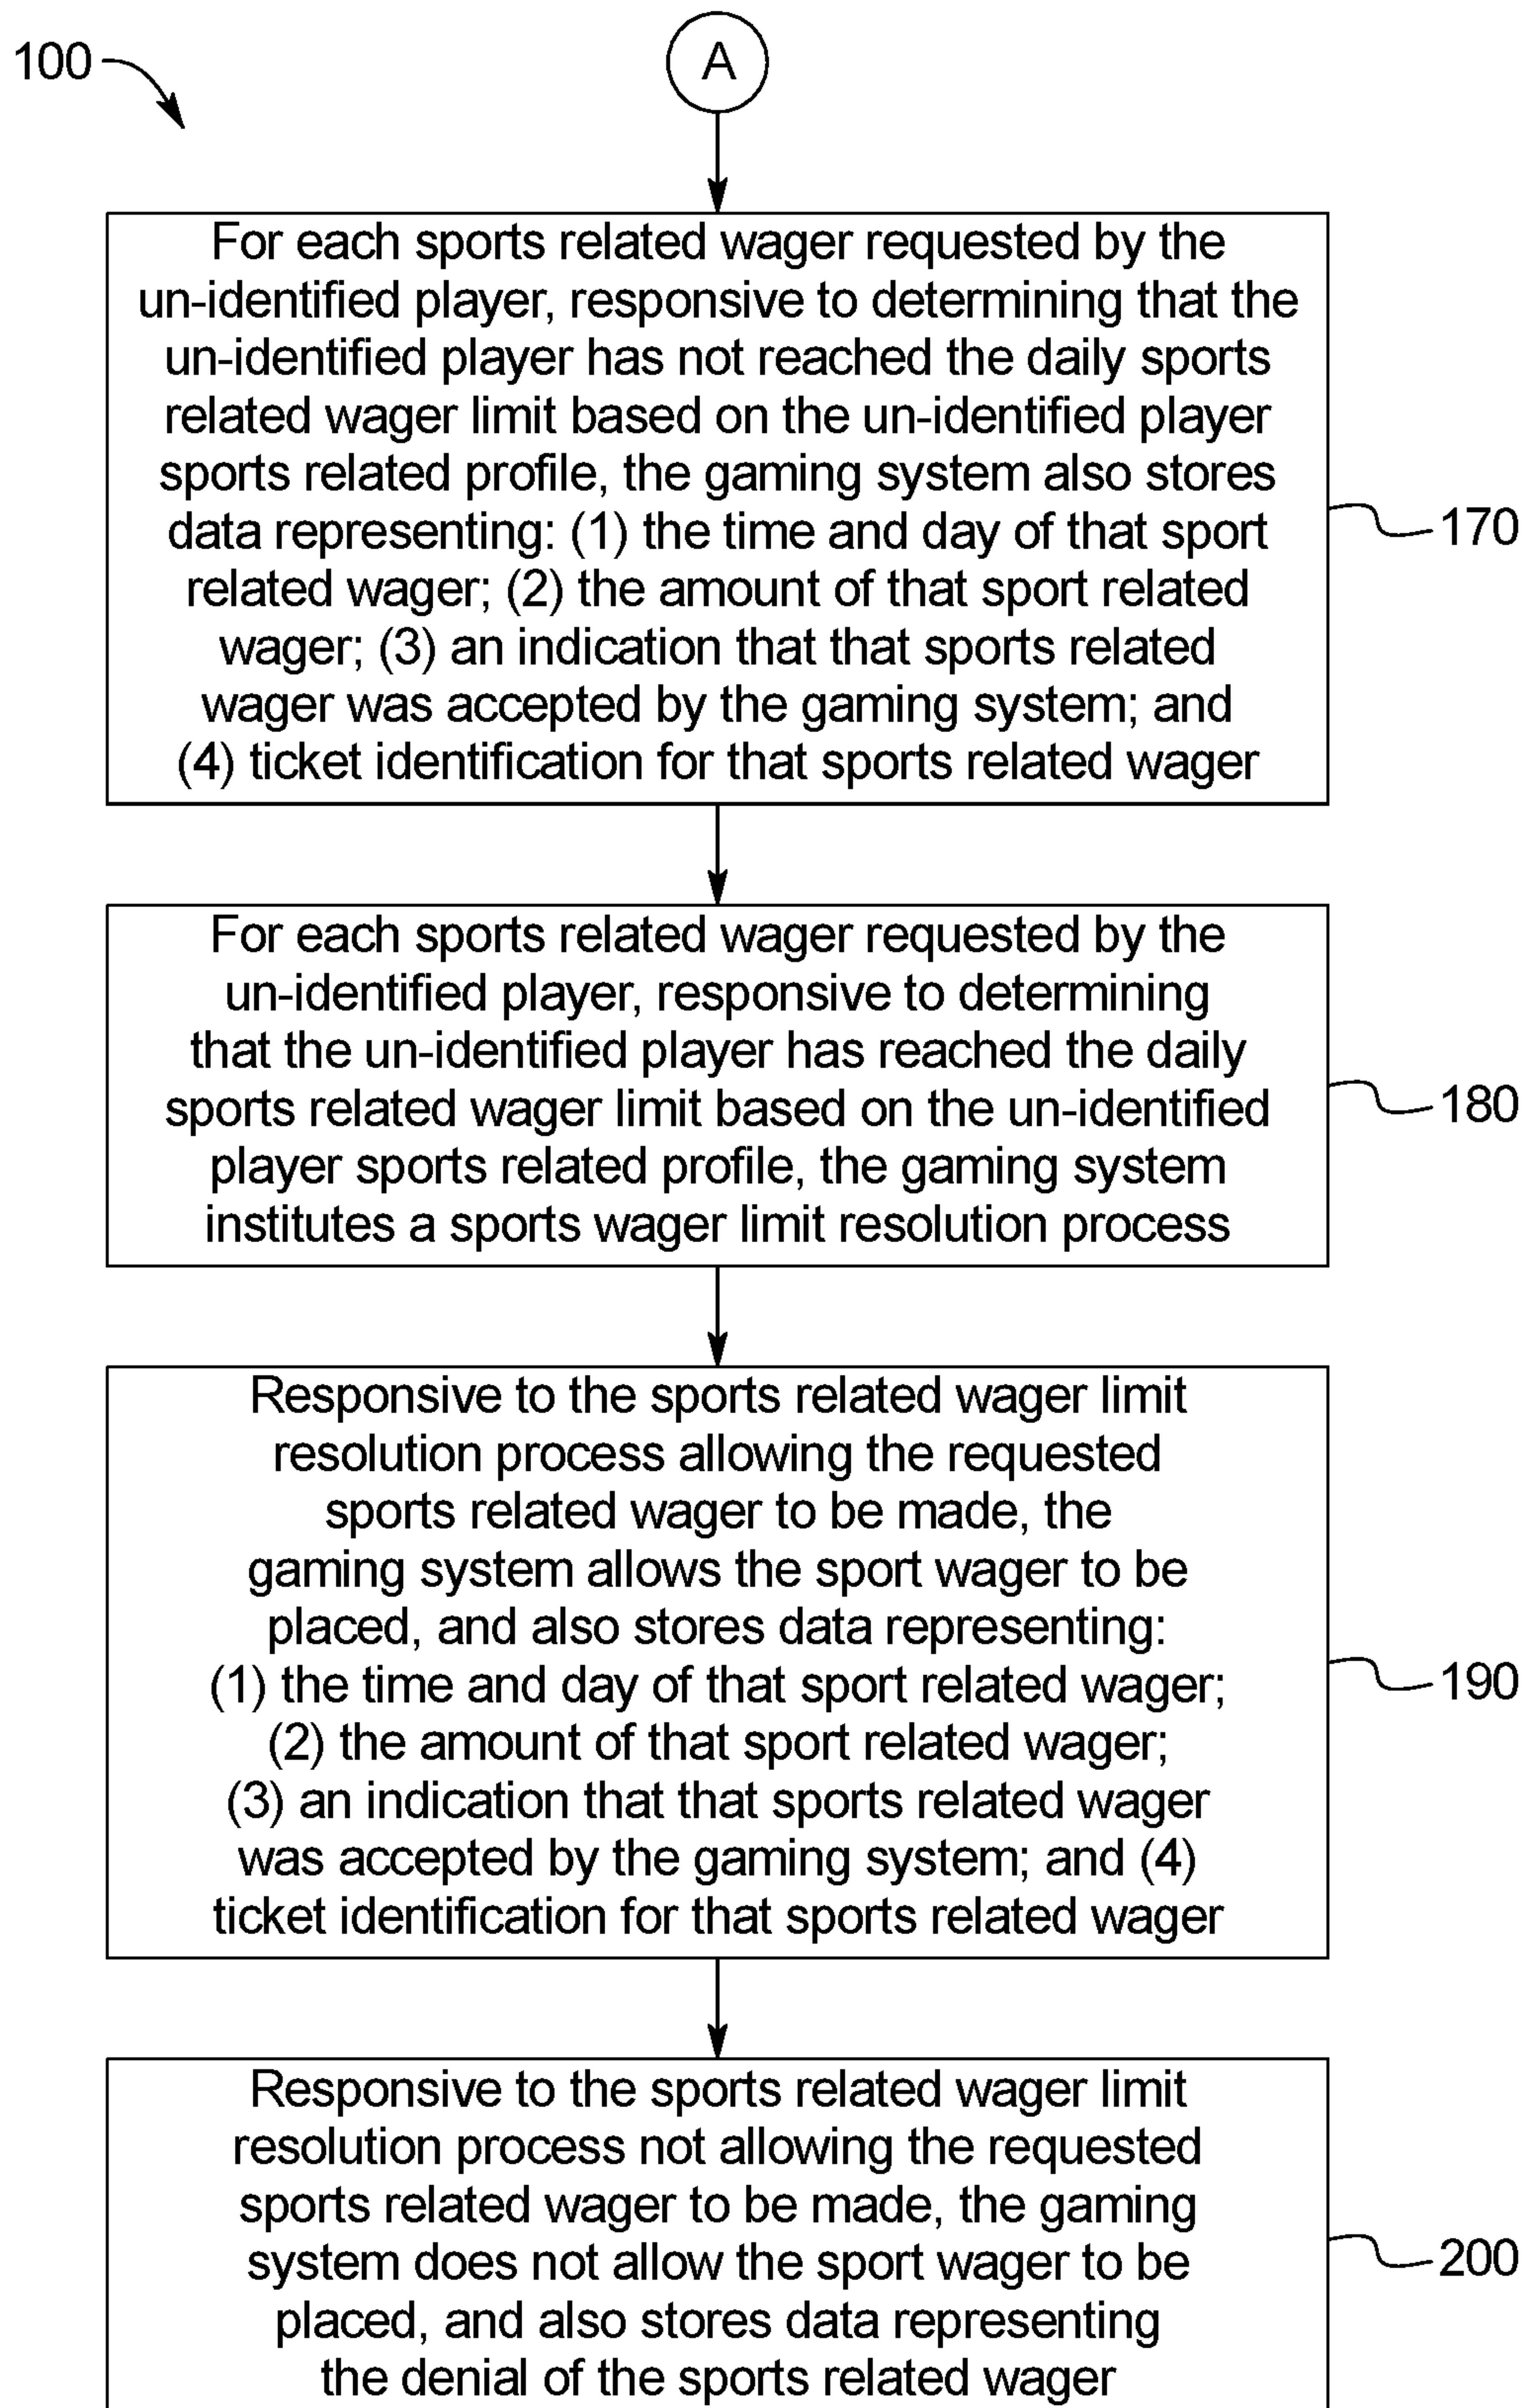 100
A
For each sports related wager requested by the
un-identified player, responsive to determining that the
un-identified player has not reached the daily sports
related wager limit based on the un-identified player
sports related profile, the gaming system also stores
data representing: (1) the time and day of that sport
related wager; (2) the amount of that sport related
wager; (3) an indication that that sports related
wager was accepted by the gaming system; and
(4) ticket identification for that sports related wager
170
For each sports related wager requested by the
un-identified player, responsive to determining
that the un-identified player has reached the daily
sports related wager limit based on the un-identified
player sports related profile, the gaming system
institutes a sports wager limit resolution process
180
Responsive to the sports related wager limit
resolution process allowing the requested
sports related wager to be made, the
gaming system allows the sport wager to be
placed, and also stores data representing:
(1) the time and day of that sport related wager;
(2) the amount of that sport related wager;
(3) an indication that that sports related wager
was accepted by the gaming system; and (4)
ticket identification for that sports related wager
190
Responsive to the sports related wager limit
resolution process not allowing the requested
sports related wager to be made, the gaming
system does not allow the sport wager to be
placed, and also stores data representing
the denial of the sports related wager
200